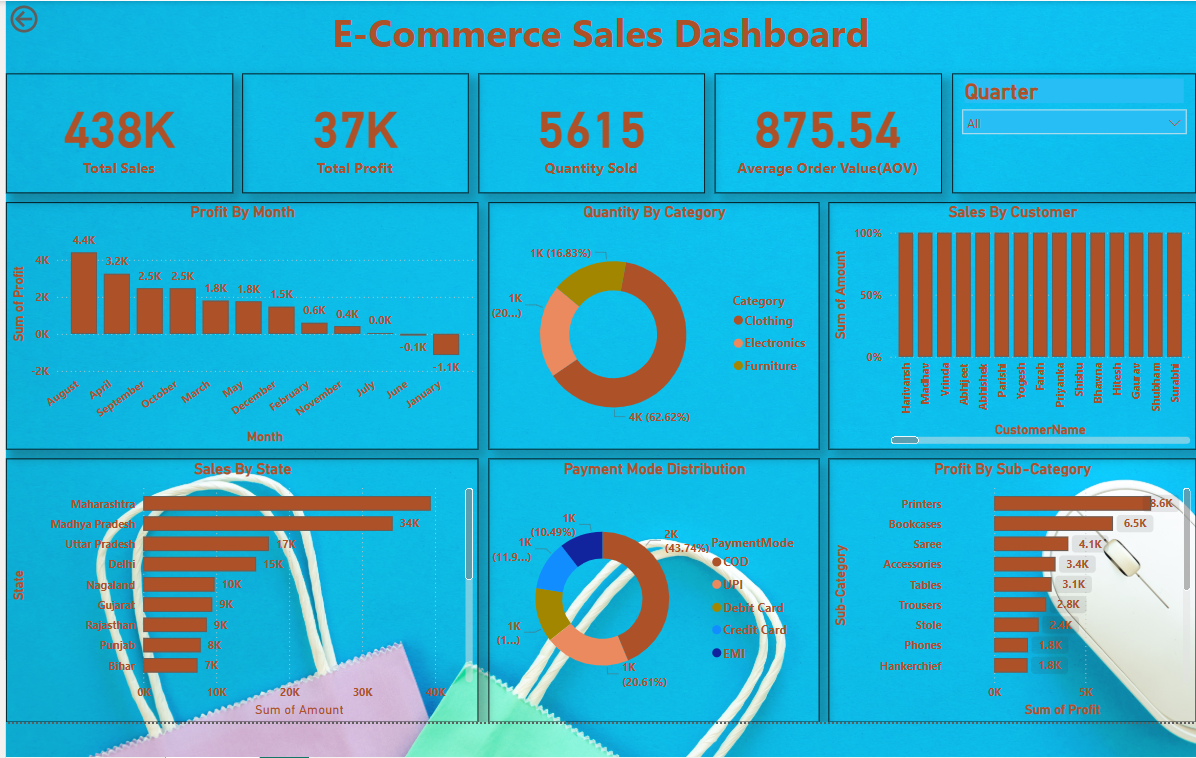 E-Commerce Sales Dashboard
438K
Total Sales
37K
Total Profit
5615
Quantity Sold
875.54
Average Order Value(AOV)
Quarter
All
Profit By Month
Sum of Profit
4K
2K
0K
-2K
4.4K
3.2K
2.5K
2.5K
1.8K
1.8K
1.5K
0.6K
0.4K
0.0K
-0.1K
-1.1K
August
April
September
October
March
May
December
February
November
July
June
January
Month
Quantity By Category
1K (16.83%)
1K
(20...)
4K (62.62%)
Category
Clothing
Electronics
Furniture
Sales By Customer
Sum of Amount
100%
50%
0%
Harivansh
Madhav
Vrinda
Abhijeet
Abhishek
Parishi
Yogesh
Farah
Priyanka
Shishu
Bhawna
Hitesh
Gaurav
Shubham
Surabhi
CustomerName
Sales By State
State
Maharashtra
Madhya Pradesh 34K
Uttar Pradesh 17K
Delhi 15K
Nagaland 10K
Gujarat 9K
Rajasthan 9K
Punjab 8K
Bihar 7K
0K 10K 20K 30K 40K
Sum of Amount
Payment Mode Distribution
1K
(10.49%)
2K
(43.74%)
1K
(11.9...)
1K
(1...)
1K
(20.61%)
PaymentMode
COD
UPI
Debit Card
Credit Card
EMI
Profit By Sub-Category
Sub-Category
Printers 8.6K
Bookcases 6.5K
Saree 4.1K
Accessories 3.4K
Tables 3.1K
Trousers 2.8K
Stole 2.4K
Phones 1.8K
Hankerchief 1.8K
0K 5K
Sum of Profit